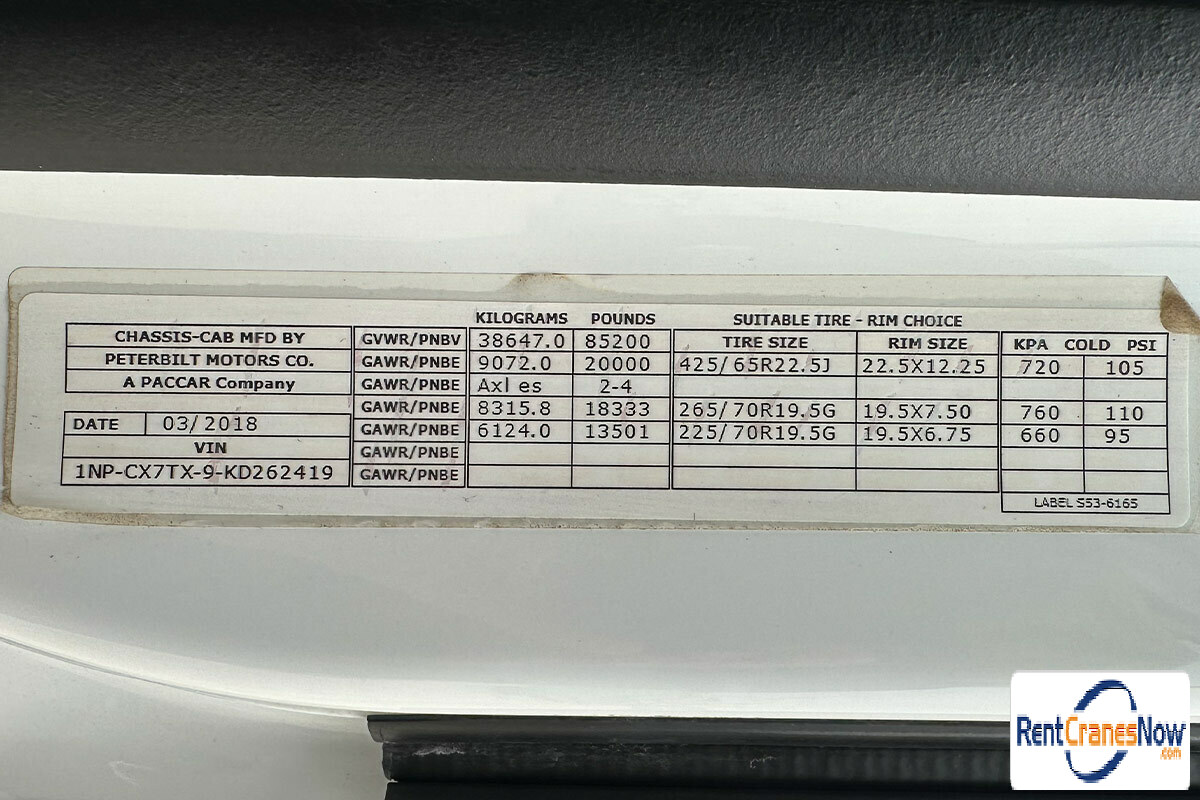 KILOGRAMS POUNDS SUITABLE TIRE - RIM CHOICE
CHASSIS-CAB MFD BY GVWR/PNBV 38647.0 85200 TIRE SIZE RIM SIZE KPA COLD PSI
PETERBILT MOTORS CO. GAWR/PNBE 9072.0 20000 425/65R22.5J 22.5X12.25 720 105
A PACCAR Company GAWR/PNBE Axles 2-4
GAWR/PNBE 8315.8 18333 265/70R19.5G 19.5X7.50 760 110
DATE 03/2018 GAWR/PNBE 6124.0 13501 225/70R19.5G 19.5X6.75 660 95
VIN GAWR/PNBE
1NP-CX7TX-9-KD262419 GAWR/PNBE
LABEL S53-6165
RentCranesNow
.com